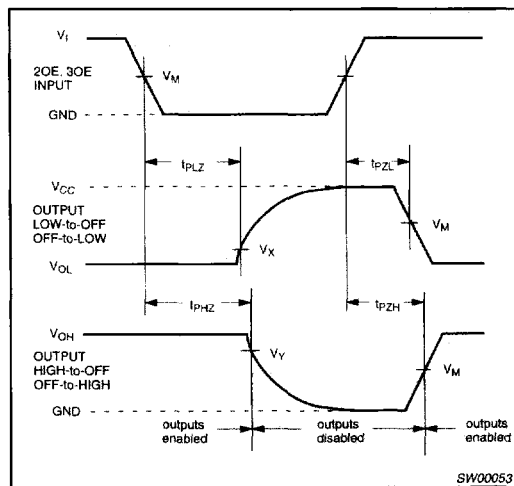 VI
2OE, 3OE
INPUT
VM
GND
tPLZ
tPZL
VCC
OUTPUT
LOW-to-OFF
OFF-to-LOW
VM
VX
VOL
tPHZ
tPZH
VOH
VY
OUTPUT
HIGH-to-OFF
OFF-to-HIGH
VM
GND
outputs
enabled
outputs
disabled
outputs
enabled
SW00053